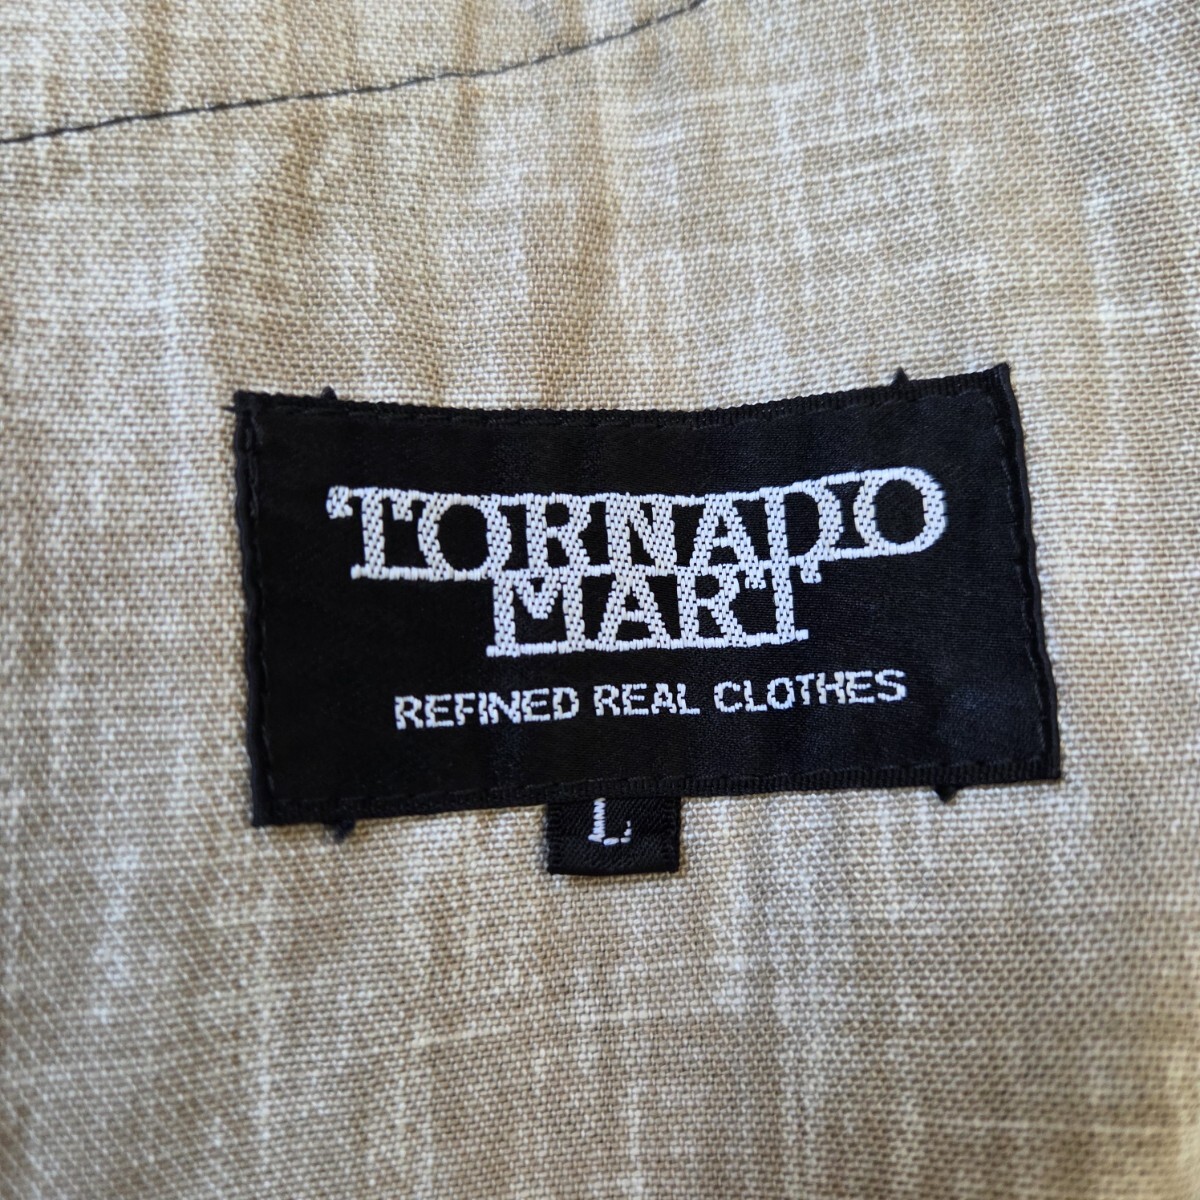 TORNADO
MART
REFINED REAL CLOTHES
L